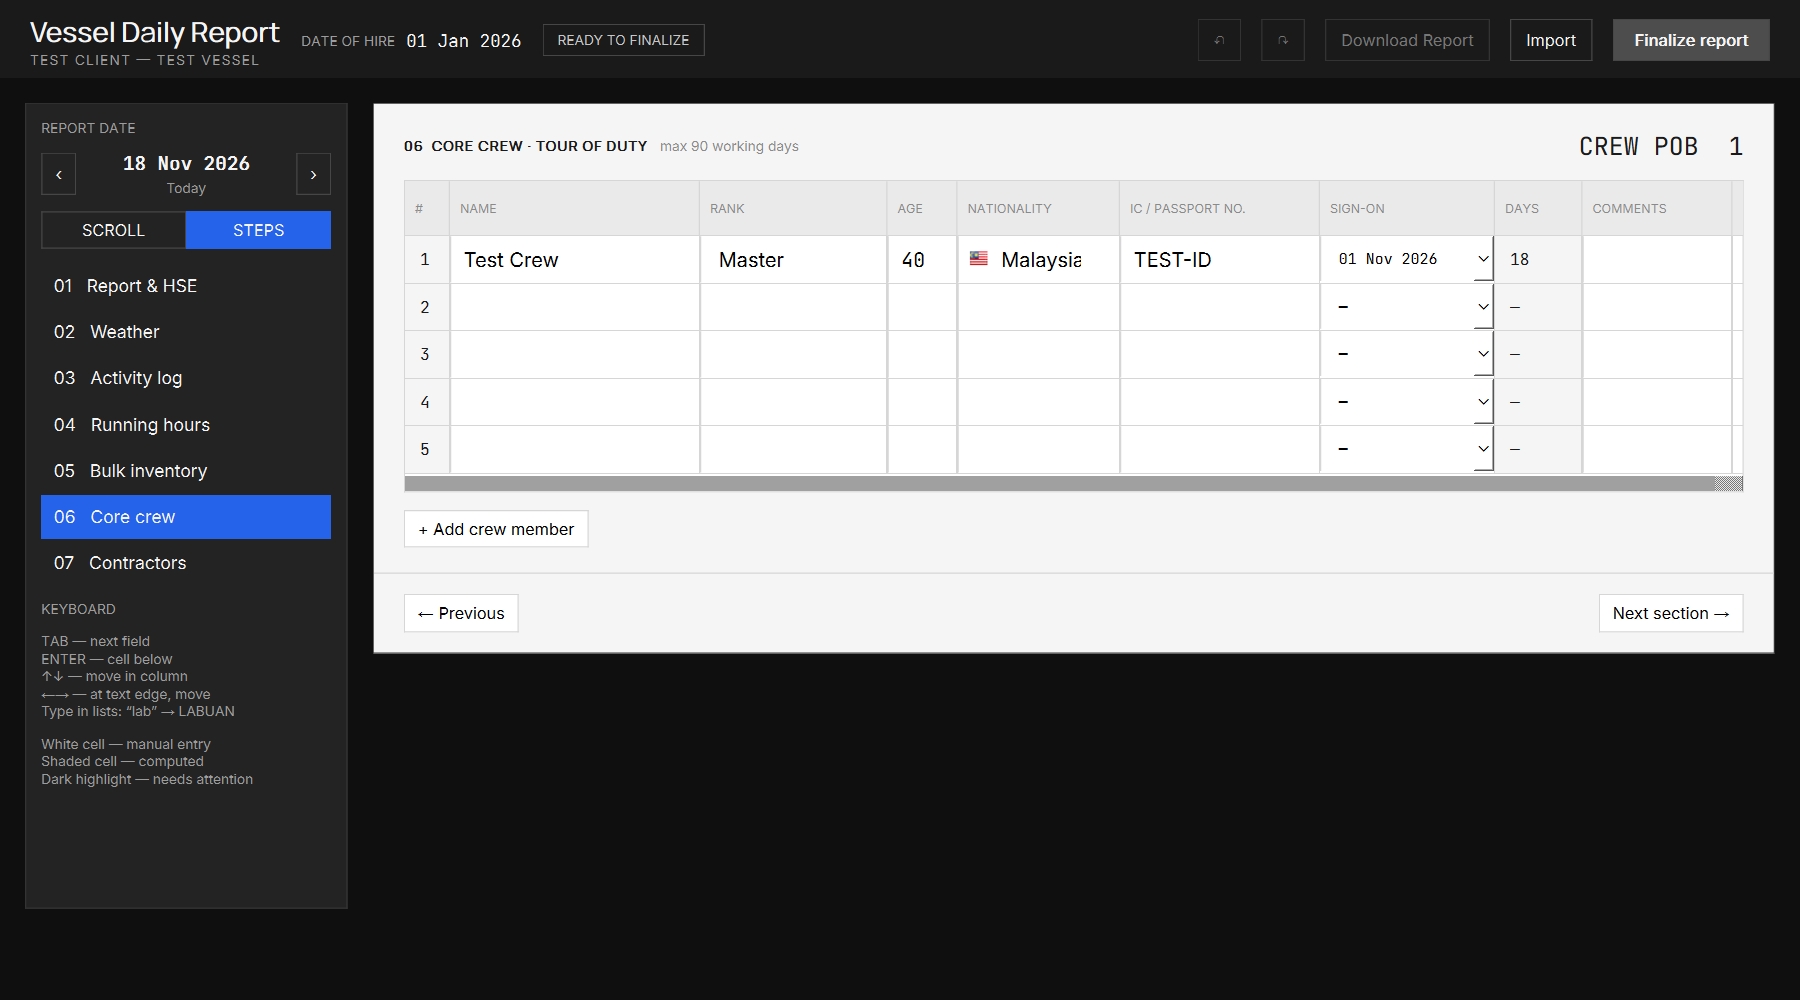 Vessel Daily Report
TEST CLIENT — TEST VESSEL
DATE OF HIRE 01 Jan 2026
READY TO FINALIZE
Download Report
Import
Finalize report
REPORT DATE
‹ 18 Nov 2026 ›
Today
SCROLL STEPS
01 Report & HSE
02 Weather
03 Activity log
04 Running hours
05 Bulk inventory
06 Core crew
07 Contractors
KEYBOARD
TAB — next field
ENTER — cell below
↑↓ — move in column
←→ — at text edge, move
Type in lists: “lab” → LABUAN
White cell — manual entry
Shaded cell — computed
Dark highlight — needs attention
06 CORE CREW · TOUR OF DUTY max 90 working days
CREW POB 1
# NAME RANK AGE NATIONALITY IC / PASSPORT NO. SIGN-ON DAYS COMMENTS
1 Test Crew Master 40 Malaysia TEST-ID 01 Nov 2026 18
2 – –
3 – –
4 – –
5 – –
+ Add crew member
← Previous
Next section →